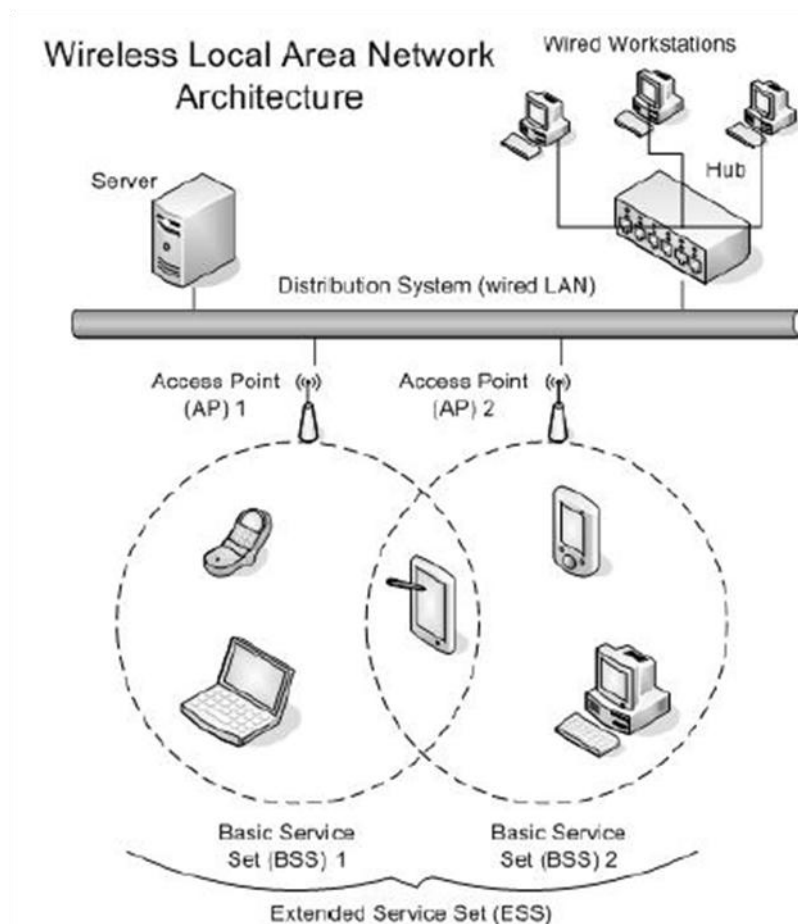 Wireless Local Area Network
Architecture
Wired Workstations
Server
Hub
Distribution System (wired LAN)
Access Point
(AP) 1
Access Point
(AP) 2
Basic Service
Set (BSS) 1
Basic Service
Set (BSS) 2
Extended Service Set (ESS)